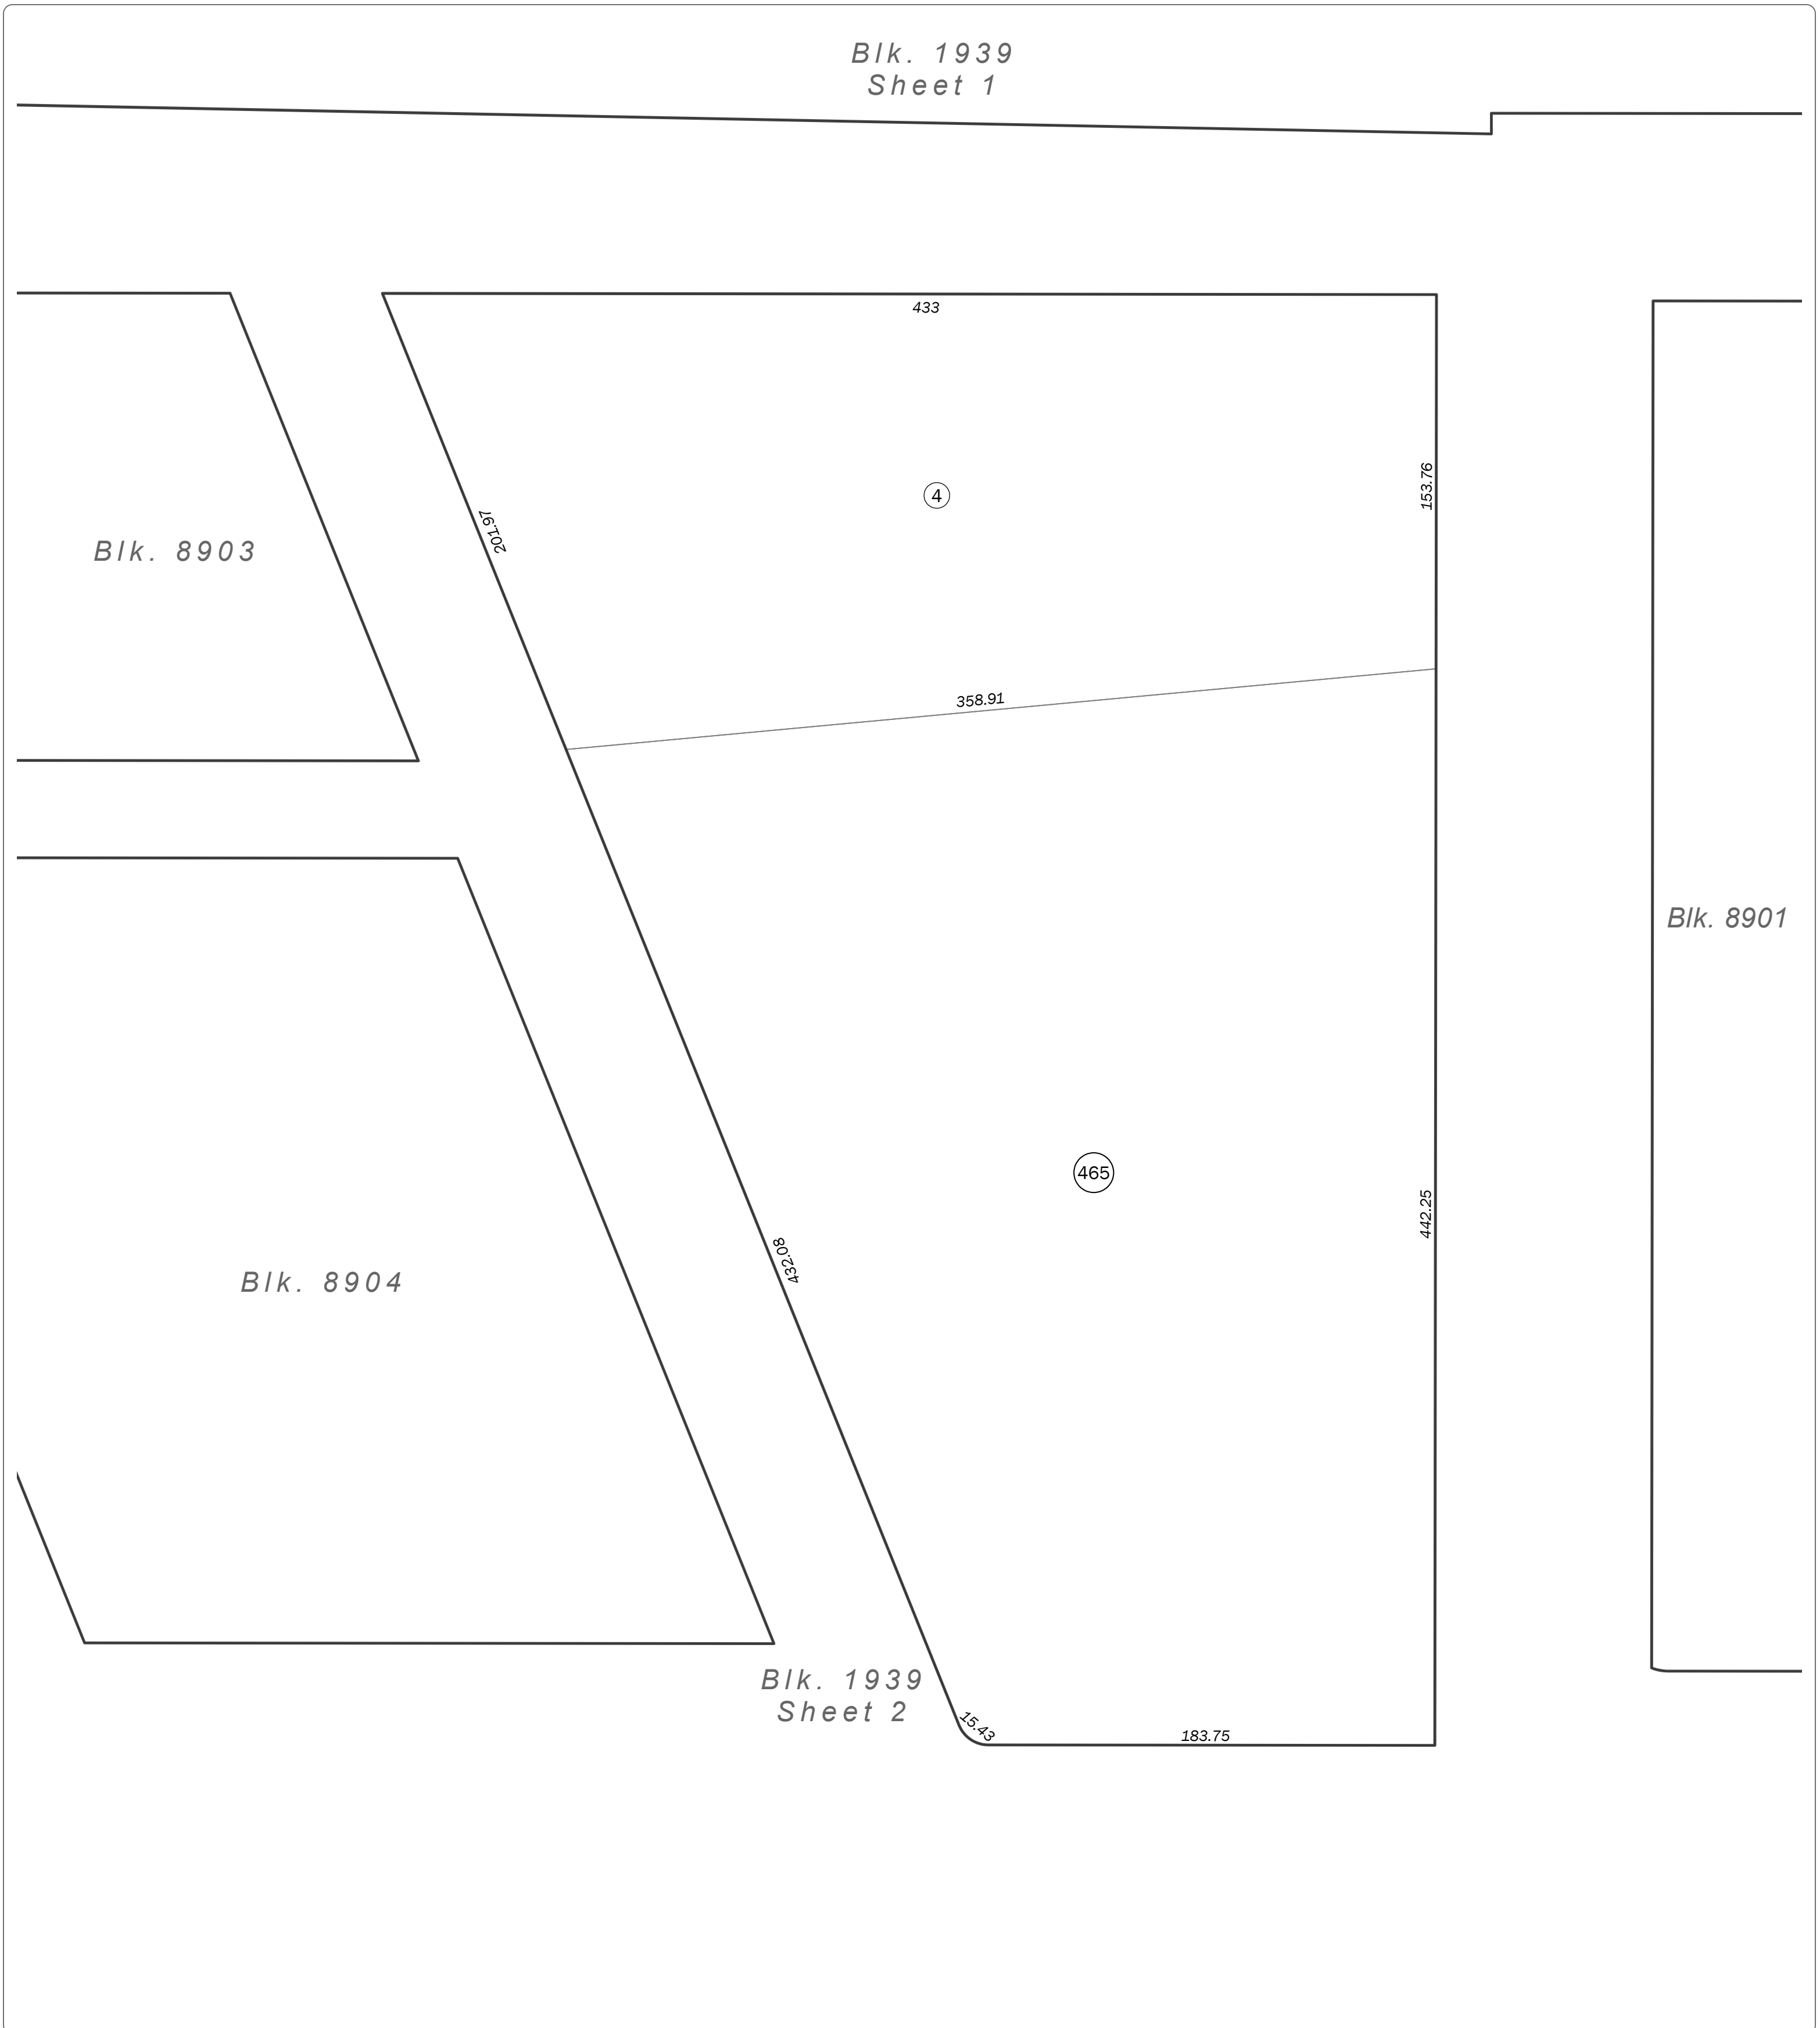 Blk. 1939
Sheet 1
433
153.76
4
201.97
Blk. 8903
358.91
Blk. 8901
465
442.25
432.08
Blk. 8904
Blk. 1939
Sheet 2
15.43
183.75